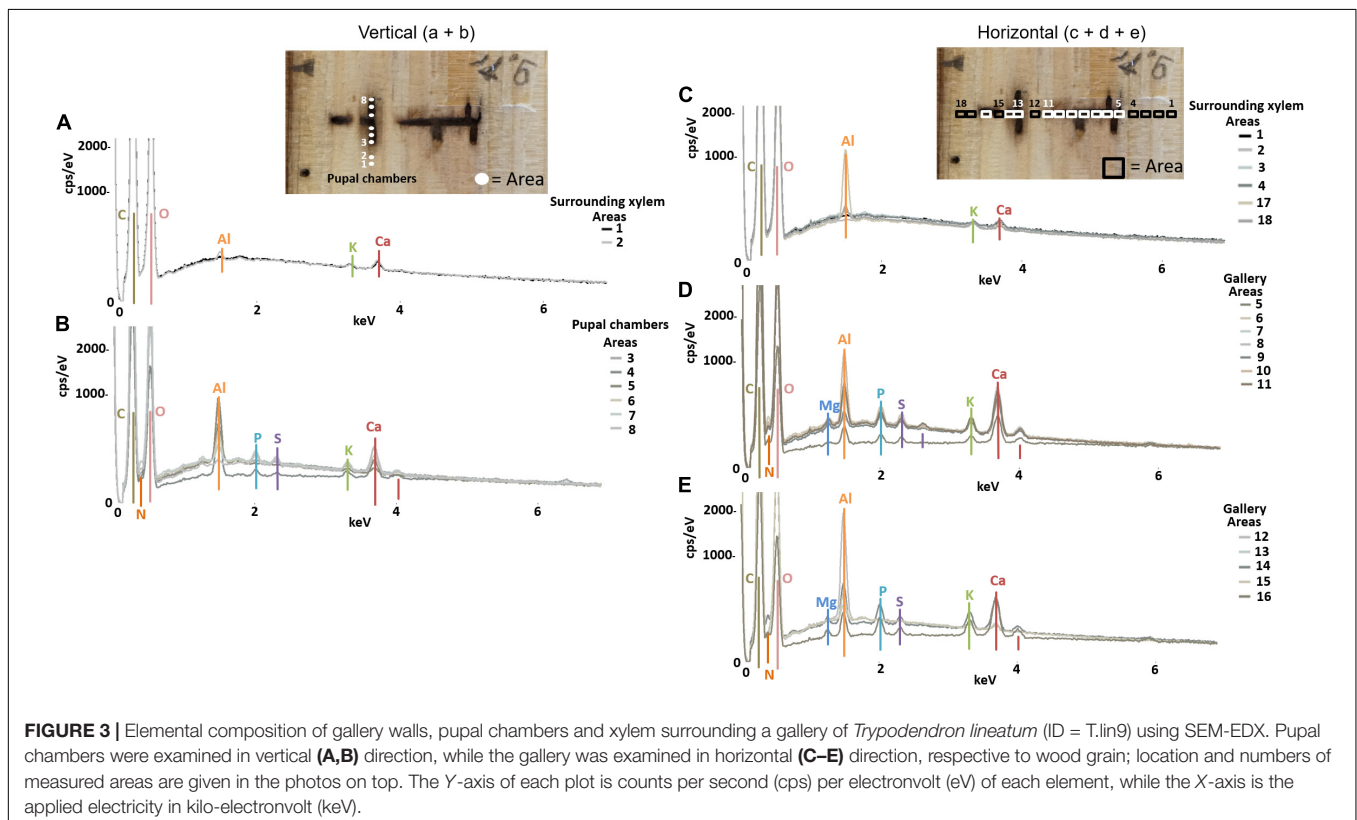 Vertical (a + b)
8
3
2
1
Pupal chambers
= Area
A
2000-
1000-
0
cps/eV
C
O
Al
K
Ca
Surrounding xylem
Areas
1
2
0
2
4
6
keV
B
2000-
1000-
0
cps/eV
C
O
N
Al
P
S
K
Ca
Pupal chambers
Areas
3
4
5
6
7
8
0
2
4
6
keV
Horizontal (c + d + e)
18 15 13 12 11 5 4 1
= Area
C
2000-
1000-
0
cps/eV
C
O
Al
K
Ca
Surrounding xylem
Areas
1
2
3
4
17
18
0
2
4
6
D
2000-
1000-
0
cps/eV
C
O
N
Mg
Al
P
S
K
Ca
Gallery
Areas
5
6
7
8
9
10
11
0
2
4
6
keV
E
2000-
1000-
0
cps/eV
C
O
N
Mg
Al
P
S
K
Ca
Gallery
Areas
12
13
14
15
16
0
2
4
6
keV
FIGURE 3 | Elemental composition of gallery walls, pupal chambers and xylem surrounding a gallery of Trypodendron lineatum (ID = T.lin9) using SEM-EDX. Pupal
chambers were examined in vertical (A,B) direction, while the gallery was examined in horizontal (C–E) direction, respective to wood grain; location and numbers of
measured areas are given in the photos on top. The Y-axis of each plot is counts per second (cps) per electronvolt (eV) of each element, while the X-axis is the
applied electricity in kilo-electronvolt (keV).